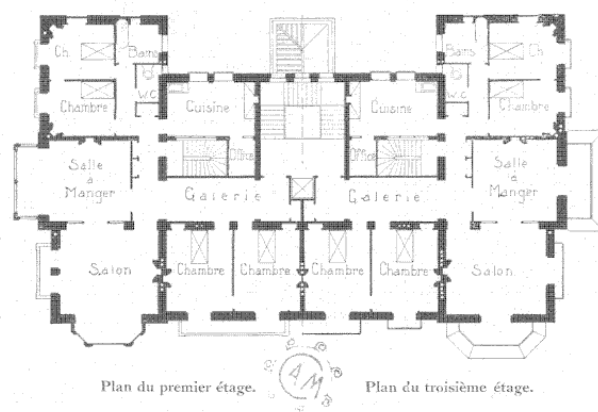 Ch.
Bains
Bains
Ch.
Chambre
W.C
W.C
Chambre
Cuisine
Cuisine
Office
Office
Salle
à
Manger
Salle
à
Manger
Galerie
Galerie
Salon
Chambre
Chambre
Chambre
Chambre
Salon
Plan du premier étage.
AM
Plan du troisième étage.